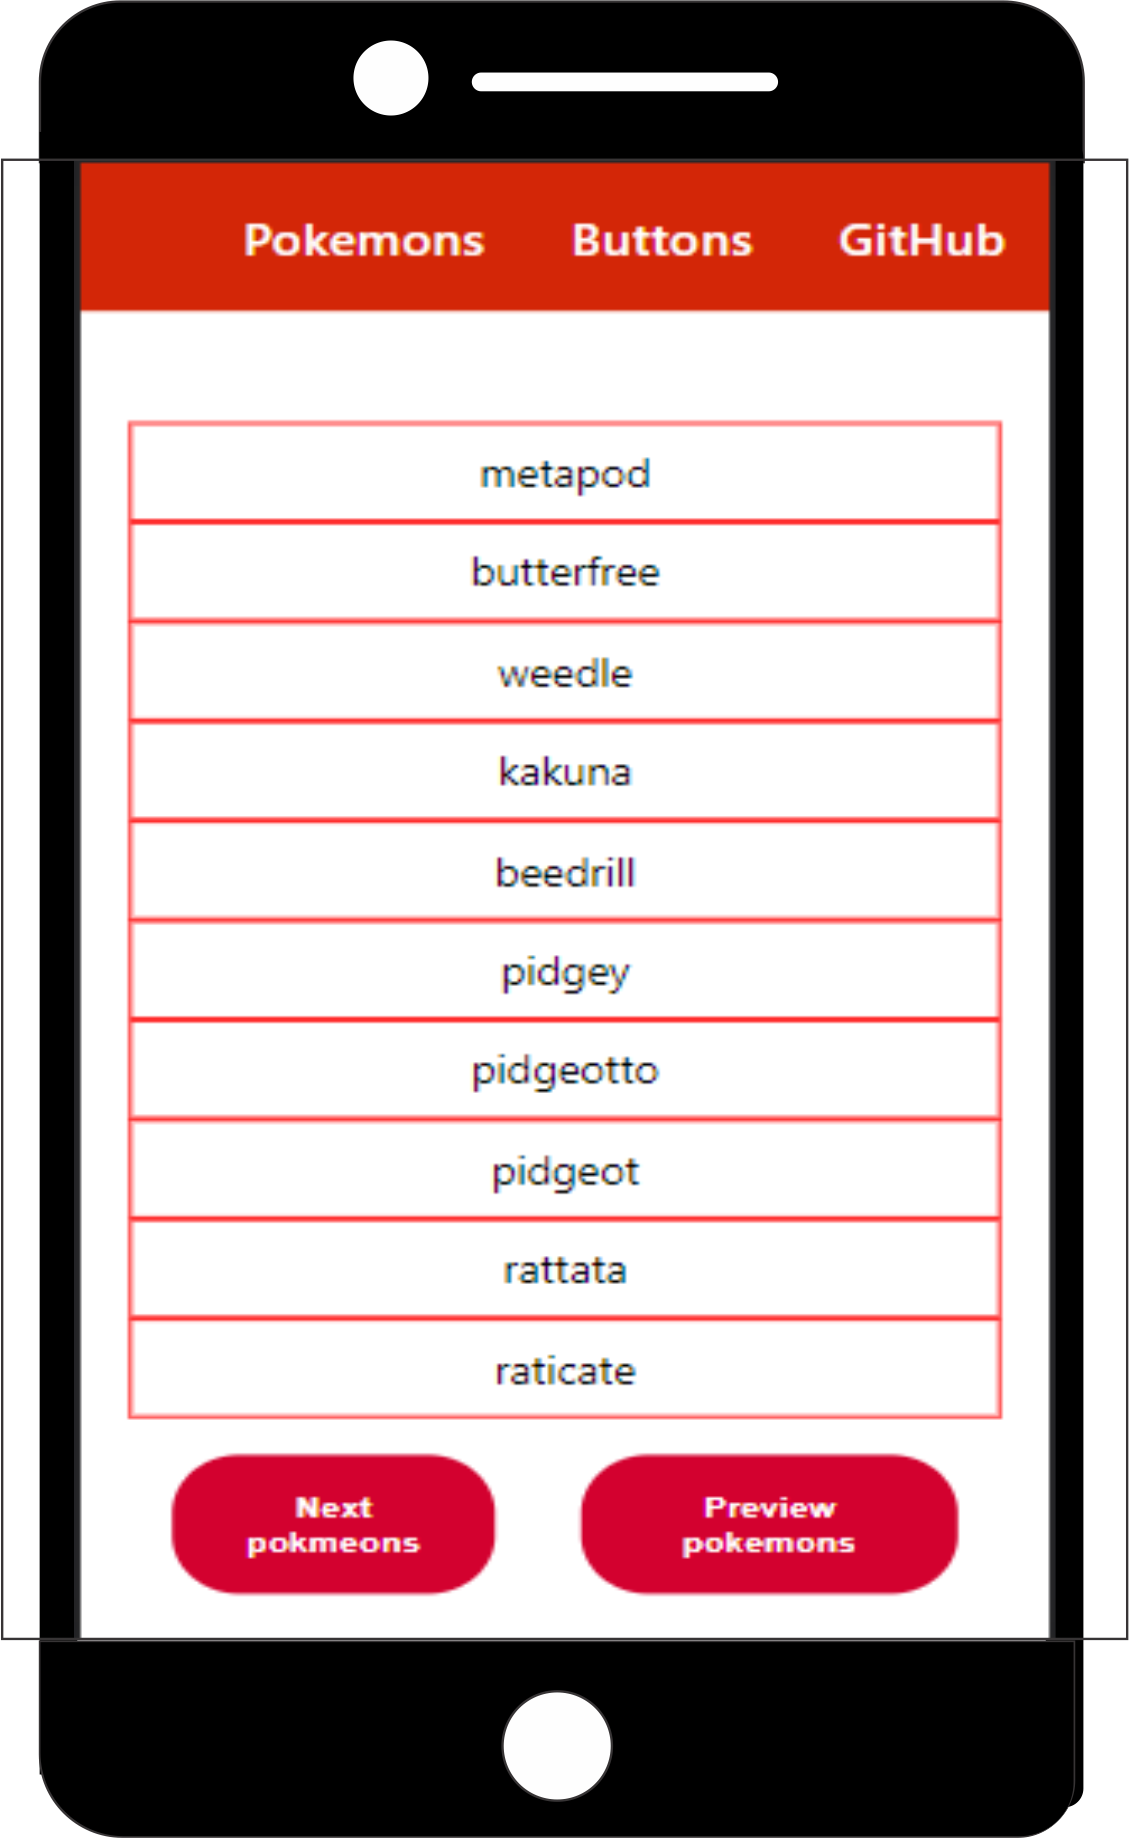 Pokemons Buttons GitHub
metapod
butterfree
weedle
kakuna
beedrill
pidgey
pidgeotto
pidgeot
rattata
raticate
Next
pokmeons
Preview
pokemons